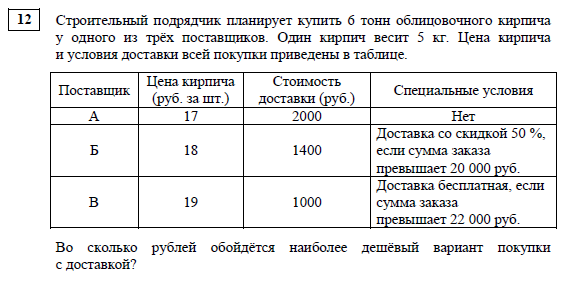 12
Строительный подрядчик планирует купить 6 тонн облицовочного кирпича
у одного из трёх поставщиков. Один кирпич весит 5 кг. Цена кирпича
и условия доставки всей покупки приведены в таблице.
Поставщик
Цена кирпича
(руб. за шт.)
Стоимость
доставки (руб.)
Специальные условия
А 17 2000 Нет
Б 18 1400
Доставка со скидкой 50 %,
если сумма заказа
превышает 20 000 руб.
В 19 1000
Доставка бесплатная, если
сумма заказа
превышает 22 000 руб.
Во сколько рублей обойдётся наиболее дешёвый вариант покупки
с доставкой?